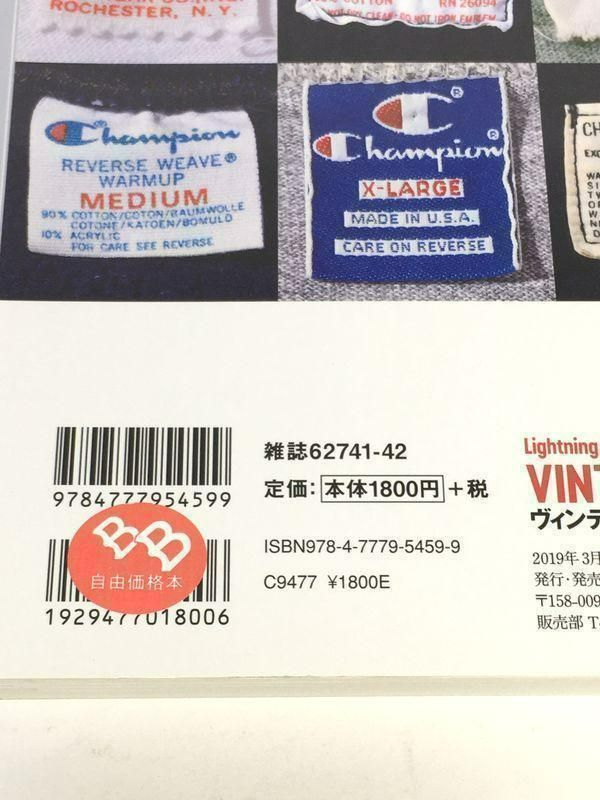 ROCHESTER, N. Y.
RN 26094
Champion
REVERSE WEAVE®
WARMUP
MEDIUM
90% COTTON/COTON/BAUMWOLLE
COTONE/KATOEN/BOMULD
10% ACRYLIC
FOR CARE SEE REVERSE
®
Champion®
X-LARGE
MADE IN U.S.A.
CARE ON REVERSE
CH
EXC
9784777954599
BB
自由価格本
1929477018006
雑誌62741-42
定価:本体1800円+税
ISBN978-4-7779-5459-9
C9477 ¥1800E
Lightning
VINT
ヴィンテ
2019年3月
発行・発売
〒158-009
販売部 T